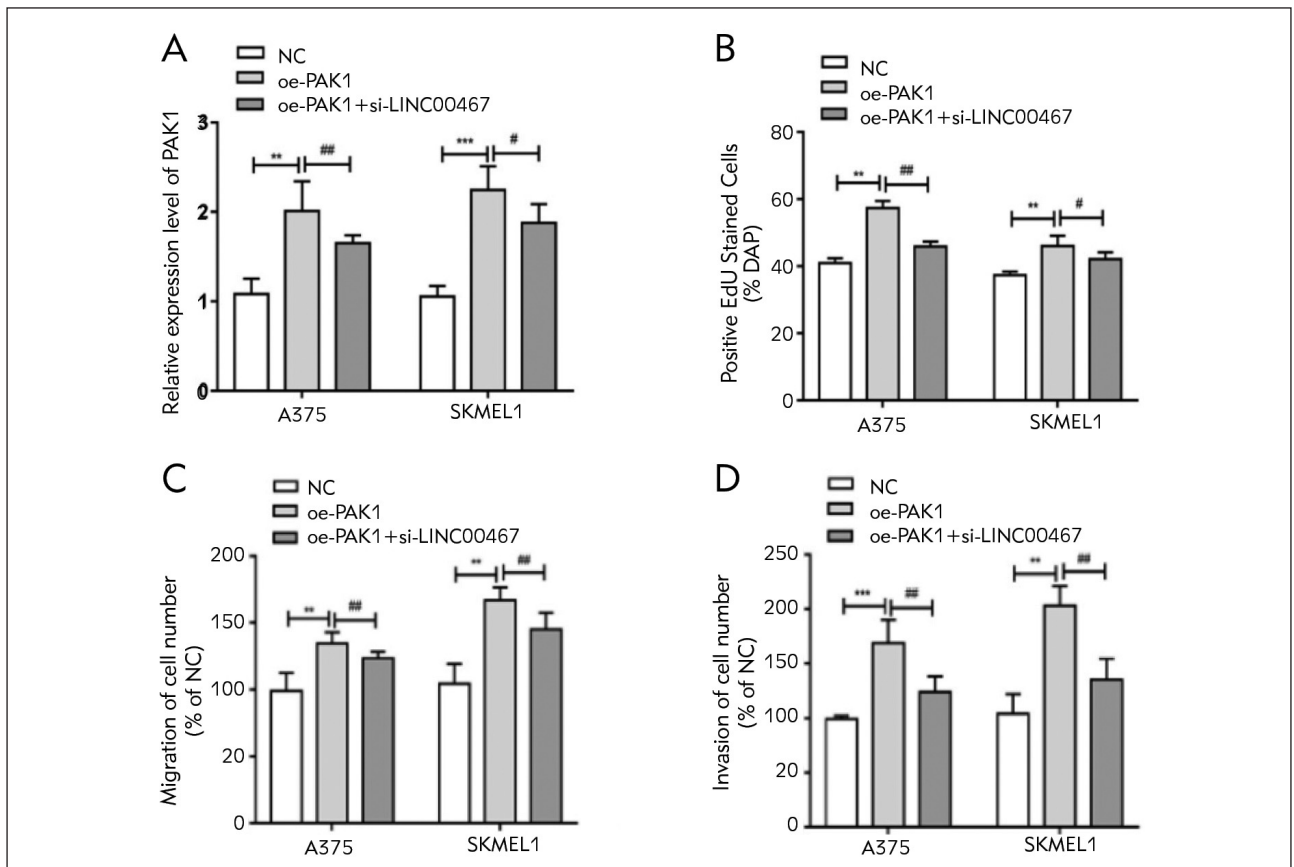 A
NC
oe-PAK1
oe-PAK1+si-LINC00467
Relative expression level of PAK1
3
2
1
0
**
##
***
#
A375
SKMEL1
B
NC
oe-PAK1
oe-PAK1+si-LINC00467
Positive EdU Stained Cells
(% DAP)
80
60
40
20
0
**
##
**
#
A375
SKMEL1
C
NC
oe-PAK1
oe-PAK1+si-LINC00467
Migration of cell number
(% of NC)
200
150
100
20
0
**
##
**
##
A375
SKMEL1
D
NC
oe-PAK1
oe-PAK1+si-LINC00467
Invasion of cell number
(% of NC)
250
200
150
100
20
0
***
##
**
##
A375
SKMEL1